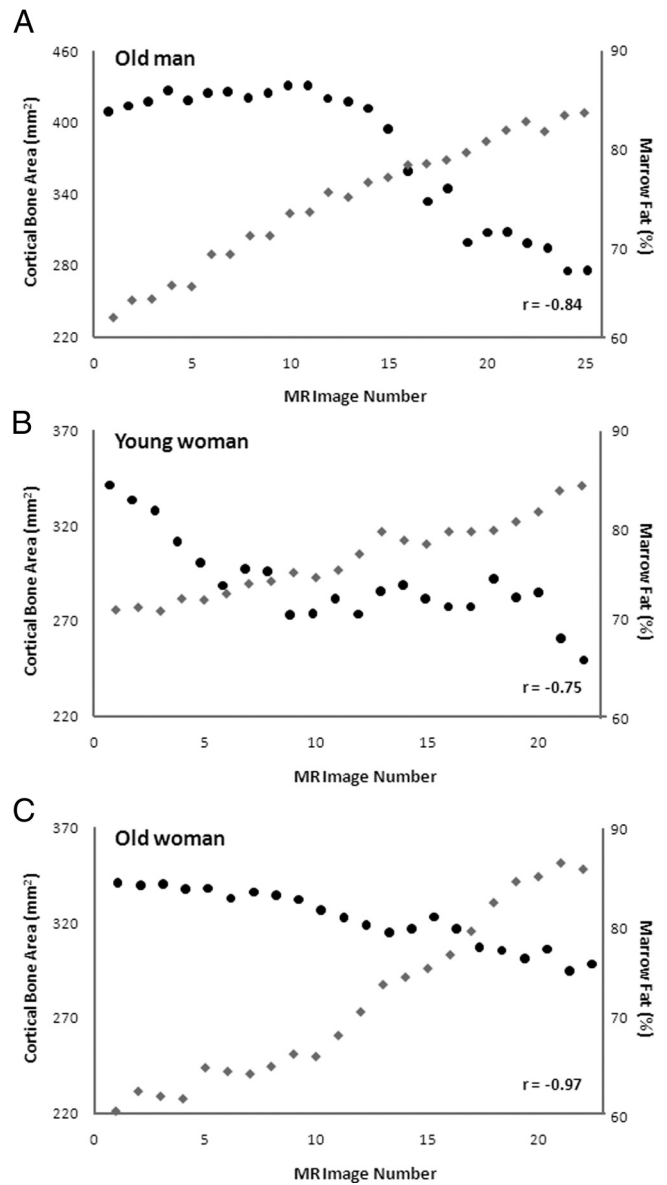 A
Old man
460
400
340
280
220
Cortical Bone Area (mm²)
90
80
70
60
Marrow Fat (%)
r = -0.84
0 5 10 15 20 25
MR Image Number
B
Young woman
370
320
270
220
Cortical Bone Area (mm²)
90
80
70
60
Marrow Fat (%)
r = -0.75
0 5 10 15 20
MR Image Number
C
Old woman
370
320
270
220
Cortical Bone Area (mm²)
90
80
70
60
Marrow Fat (%)
r = -0.97
0 5 10 15 20
MR Image Number